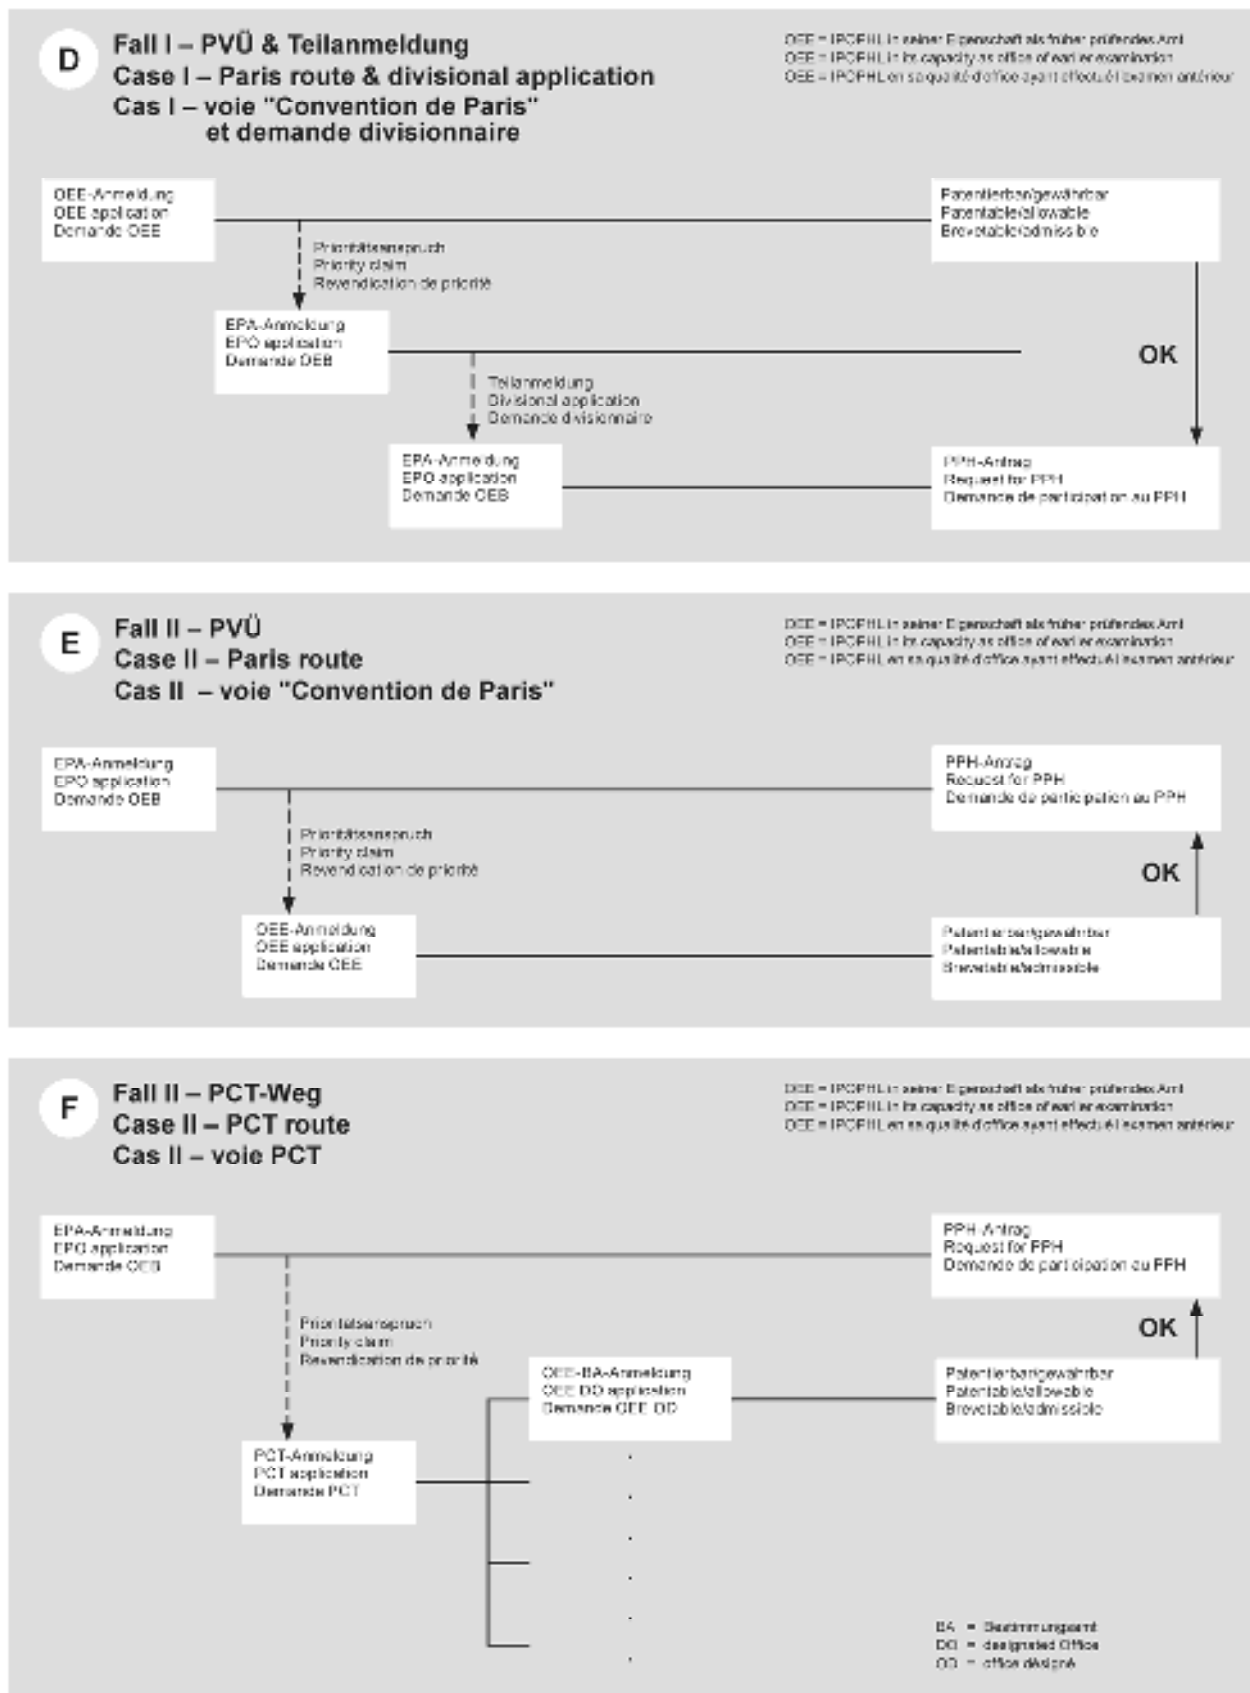 D
Fall I – PVÜ & Teilanmeldung
Case I – Paris route & divisional application
Cas I – voie "Convention de Paris"
et demande divisionnaire
OEE = IPOPHL in seiner Eigenschaft als früher prüfendes Amt
OEE = IPOPHL in its capacity as office of earlier examination
OEE = IPOPHL en sa qualité d'office ayant effectué l'examen antérieur
OEE-Anmeldung
OEE application
Demande OEE
Patentierbar/gewährbar
Patentable/allowable
Brevetable/admissible
Prioritätsanspruch
Priority claim
Revendication de priorité
EPA-Anmeldung
EPO application
Demande OEB
OK
Teilanmeldung
Divisional application
Demande divisionnaire
EPA-Anmeldung
EPO application
Demande OEB
PPH-Antrag
Request for PPH
Demande de participation au PPH
E
Fall II – PVÜ
Case II – Paris route
Cas II – voie "Convention de Paris"
OEE = IPOPHL in seiner Eigenschaft als früher prüfendes Amt
OEE = IPOPHL in its capacity as office of earlier examination
OEE = IPOPHL en sa qualité d'office ayant effectué l'examen antérieur
EPA-Anmeldung
EPO application
Demande OEB
PPH-Antrag
Request for PPH
Demande de participation au PPH
Prioritätsanspruch
Priority claim
Revendication de priorité
OK
OEE-Anmeldung
OEE application
Demande OEE
Patentierbar/gewährbar
Patentable/allowable
Brevetable/admissible
F
Fall II – PCT-Weg
Case II – PCT route
Cas II – voie PCT
OEE = IPOPHL in seiner Eigenschaft als früher prüfendes Amt
OEE = IPOPHL in its capacity as office of earlier examination
OEE = IPOPHL en sa qualité d'office ayant effectué l'examen antérieur
EPA-Anmeldung
EPO application
Demande OEB
PPH-Antrag
Request for PPH
Demande de participation au PPH
Prioritätsanspruch
Priority claim
Revendication de priorité
OK
OEE-BA-Anmeldung
OEE DO application
Demande OEE OD
Patentierbar/gewährbar
Patentable/allowable
Brevetable/admissible
PCT-Anmeldung
PCT application
Demande PCT
BA = Bestimmungsamt
DO = designated Office
OD = office désigné